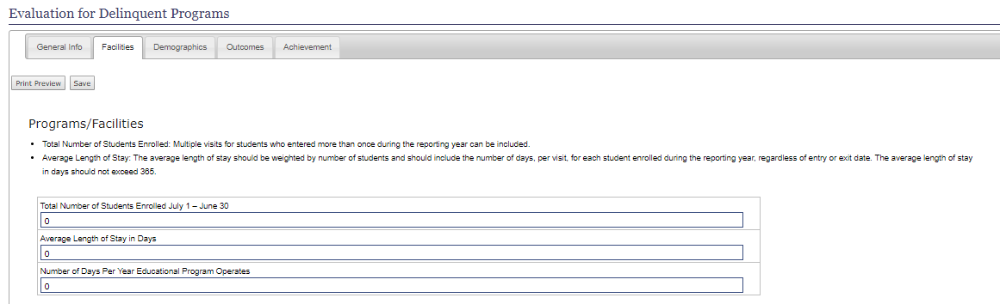 Evaluation for Delinquent Programs
General Info Facilities Demographics Outcomes Achievement
Print Preview Save
Programs/Facilities
• Total Number of Students Enrolled: Multiple visits for students who entered more than once during the reporting year can be included.
• Average Length of Stay: The average length of stay should be weighted by number of students and should include the number of days, per visit, for each student enrolled during the reporting year, regardless of entry or exit date. The average length of stay
in days should not exceed 365.
Total Number of Students Enrolled July 1 – June 30
0
Average Length of Stay in Days
0
Number of Days Per Year Educational Program Operates
0